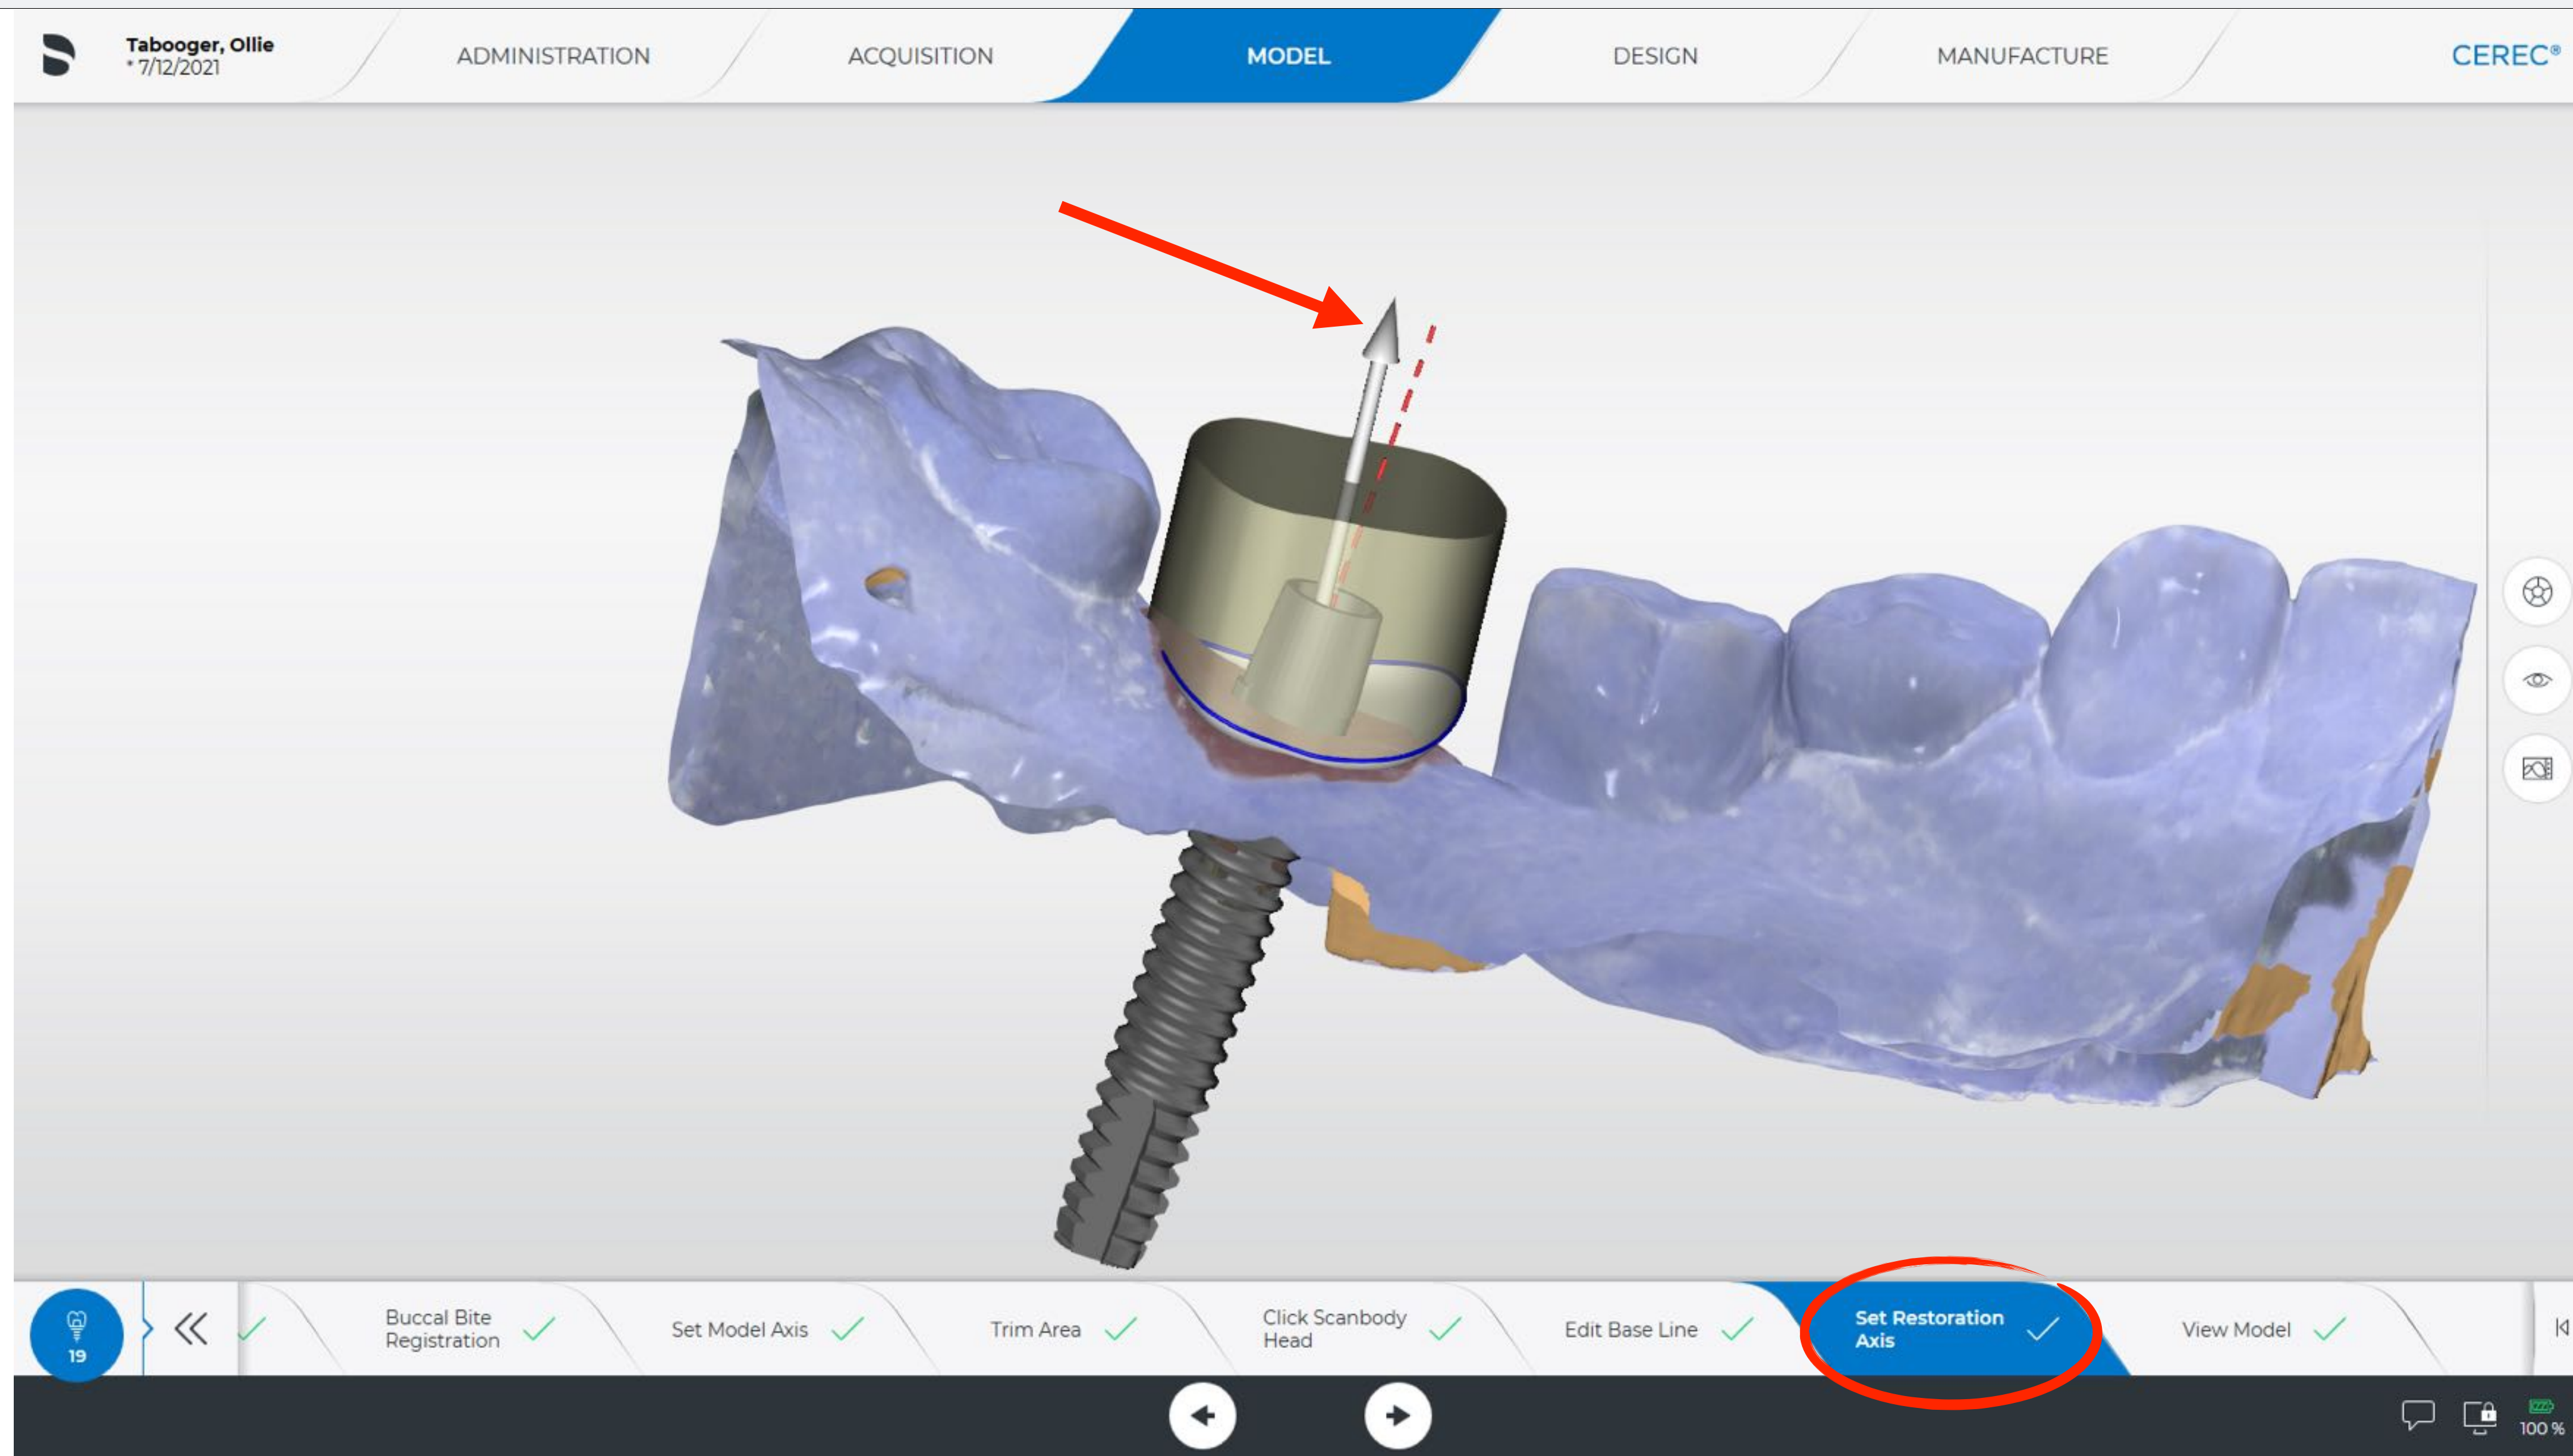 Tabooger, Ollie
* 7/12/2021
ADMINISTRATION
ACQUISITION
MODEL
DESIGN
MANUFACTURE
CEREC®
19
Buccal Bite
Registration
Set Model Axis
Trim Area
Click Scanbody
Head
Edit Base Line
Set Restoration
Axis
View Model
100 %